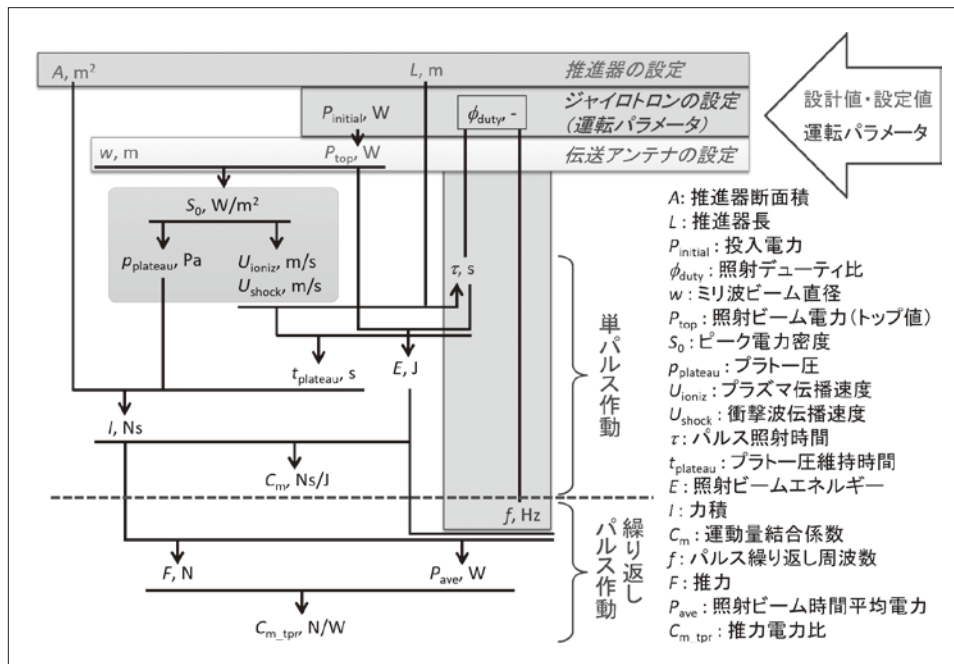 A, m²
L, m
推進器の設定
P_initial, W
ϕ_duty, -
ジャイロトロンの設定
(運転パラメータ)
w, m
P_top, W
伝送アンテナの設定
設計値・設定値
運転パラメータ
S₀, W/m²
p_plateau, Pa
U_ioniz, m/s
U_shock, m/s
τ, s
t_plateau, s
E, J
I, Ns
C_m, Ns/J
f, Hz
F, N
P_ave, W
C_m_tpr, N/W
単パルス作動
繰り返し
パルス作動
A: 推進器断面積
L: 推進器長
P_initial: 投入電力
ϕ_duty: 照射デューティ比
w: ミリ波ビーム直径
P_top: 照射ビーム電力(トップ値)
S₀: ピーク電力密度
p_plateau: プラトー圧
U_ioniz: プラズマ伝播速度
U_shock: 衝撃波伝播速度
τ: パルス照射時間
t_plateau: プラトー圧維持時間
E: 照射ビームエネルギー
I: 力積
C_m: 運動量結合係数
f: パルス繰り返し周波数
F: 推力
P_ave: 照射ビーム時間平均電力
C_m_tpr: 推力電力比